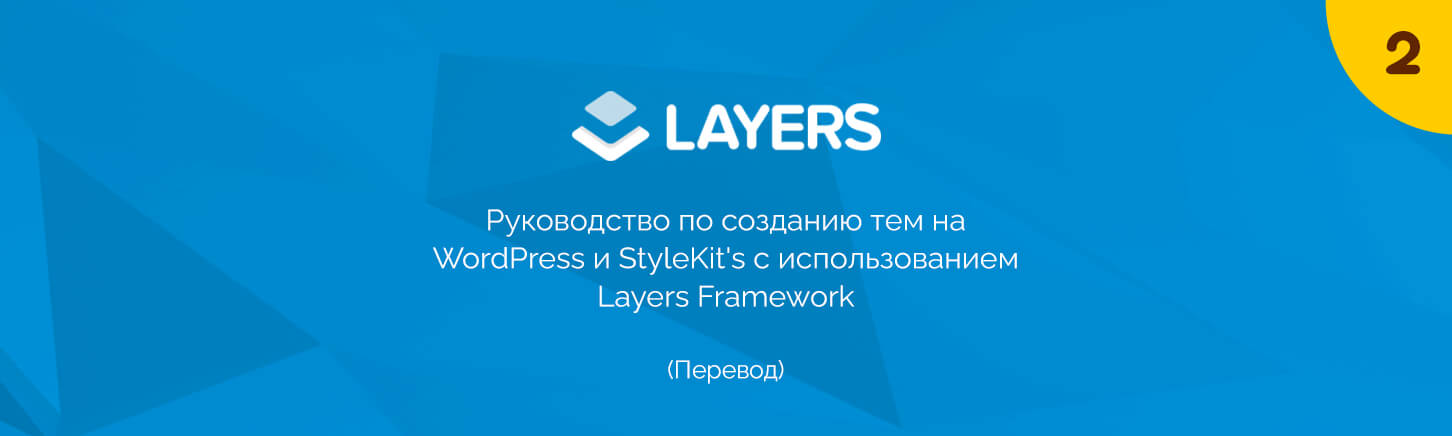 2
LAYERS
Руководство по созданию тем на
WordPress и StyleKit's с использованием
Layers Framework
(Перевод)